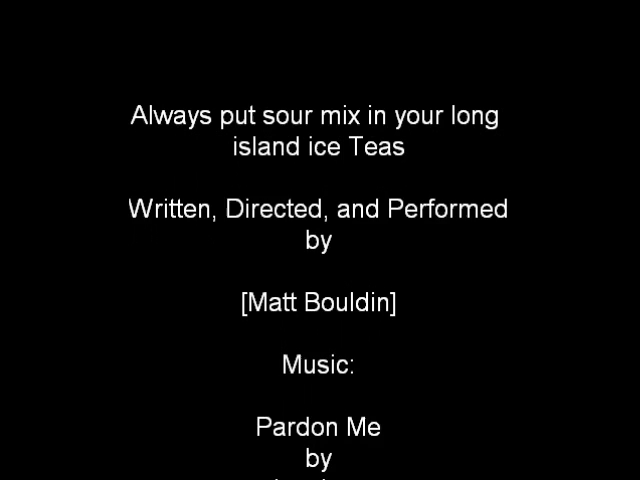 Always put sour mix in your long
island ice Teas
Written, Directed, and Performed
by
[Matt Bouldin]
Music:
Pardon Me
by